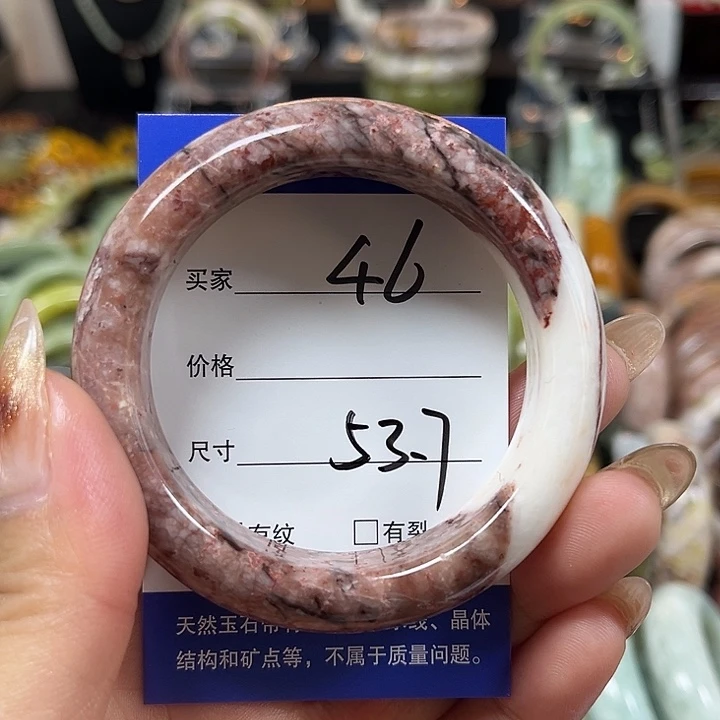 买家 46
价格
尺寸 53.7
有纹 □有裂
天然玉石带有 线、晶体
结构和矿点等，不属于质量问题。